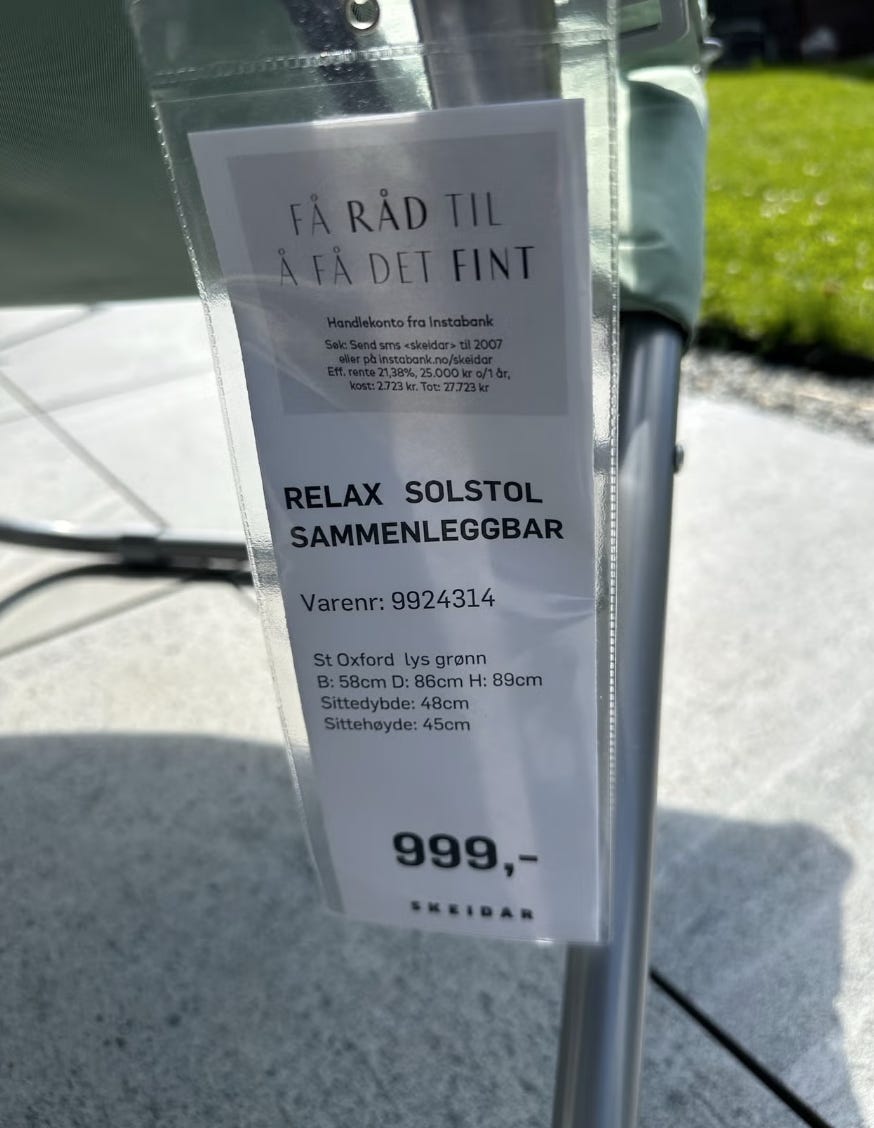 FÅ RÅD TIL
Å FÅ DET FINT
Handlekonto fra Instabank
Søk: Send sms <skeidar> til 2007
eller på instabank.no/skeidar
Eff. rente 21,38%, 25.000 kr o/1 år,
kost: 2.723 kr. Tot: 27.723 kr
RELAX SOLSTOL
SAMMENLEGGBAR
Varenr: 9924314
St Oxford lys grønn
B: 58cm D: 86cm H: 89cm
Sittedybde: 48cm
Sittehøyde: 45cm
999,-
SKEIDAR